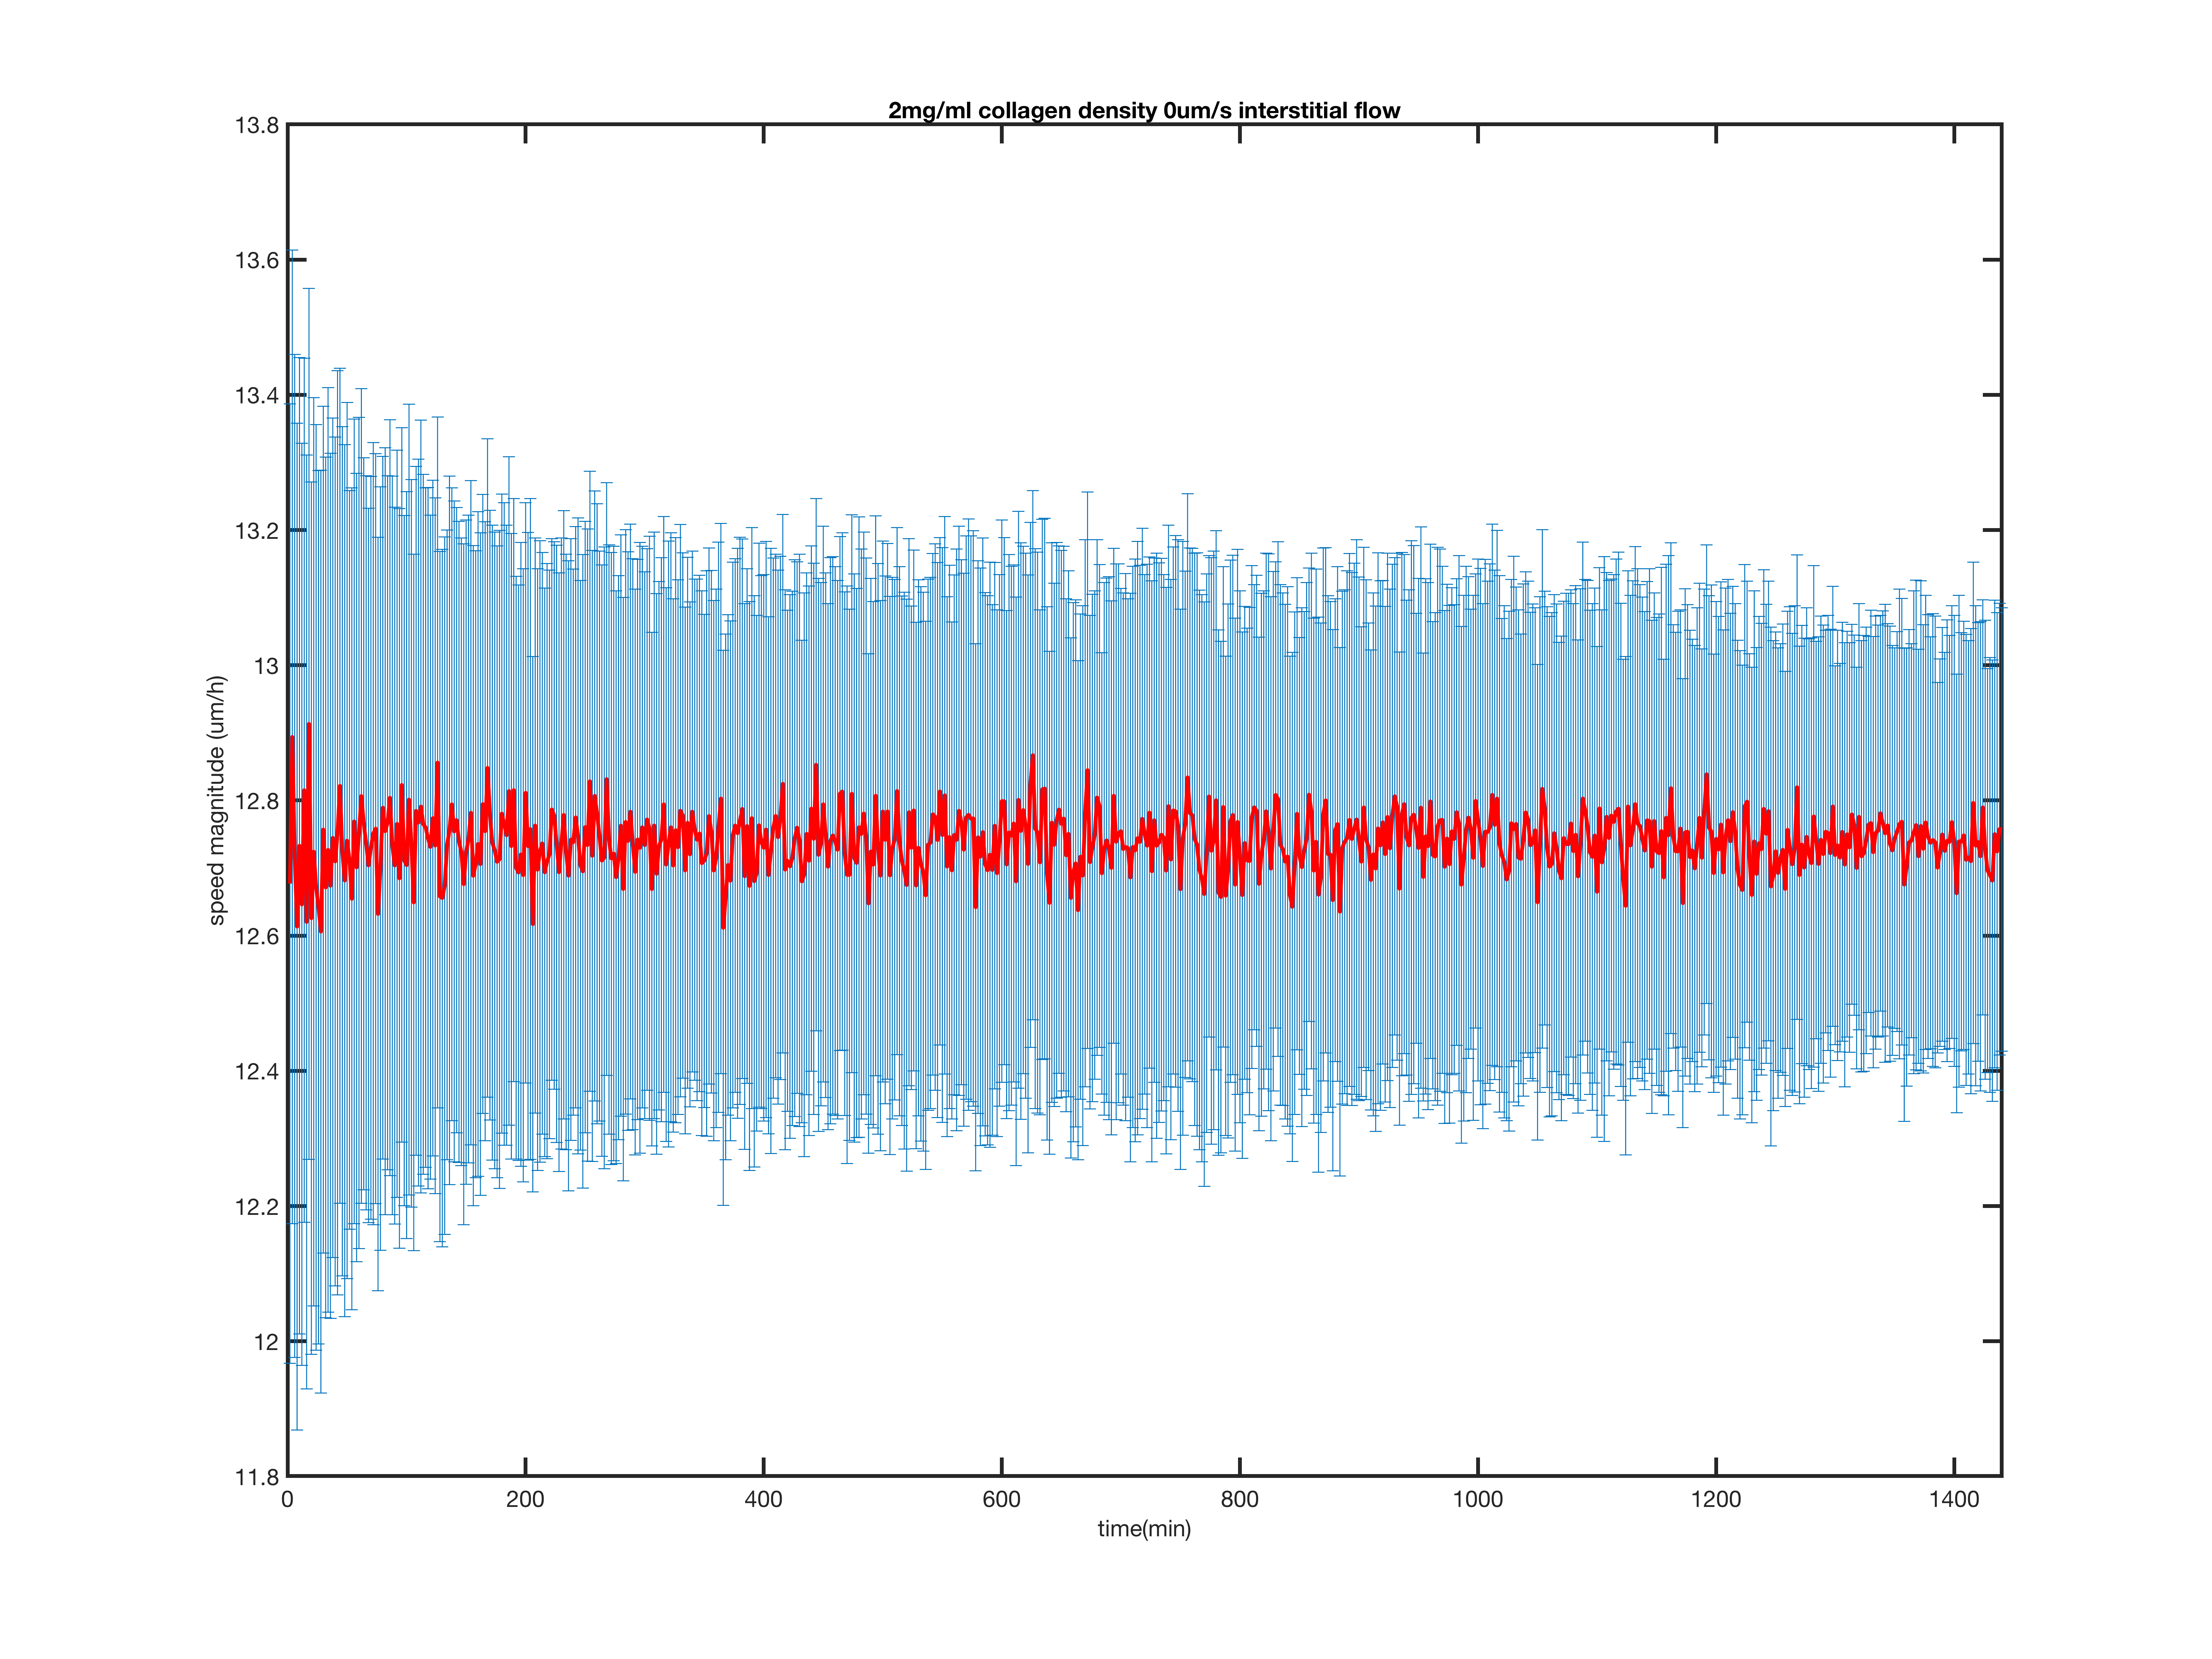 2mg/ml collagen density 0um/s interstitial flow
13.8
13.6
13.4
13.2
13
12.8
12.6
12.4
12.2
12
11.8
speed magnitude (um/h)
0 200 400 600 800 1000 1200 1400
time(min)